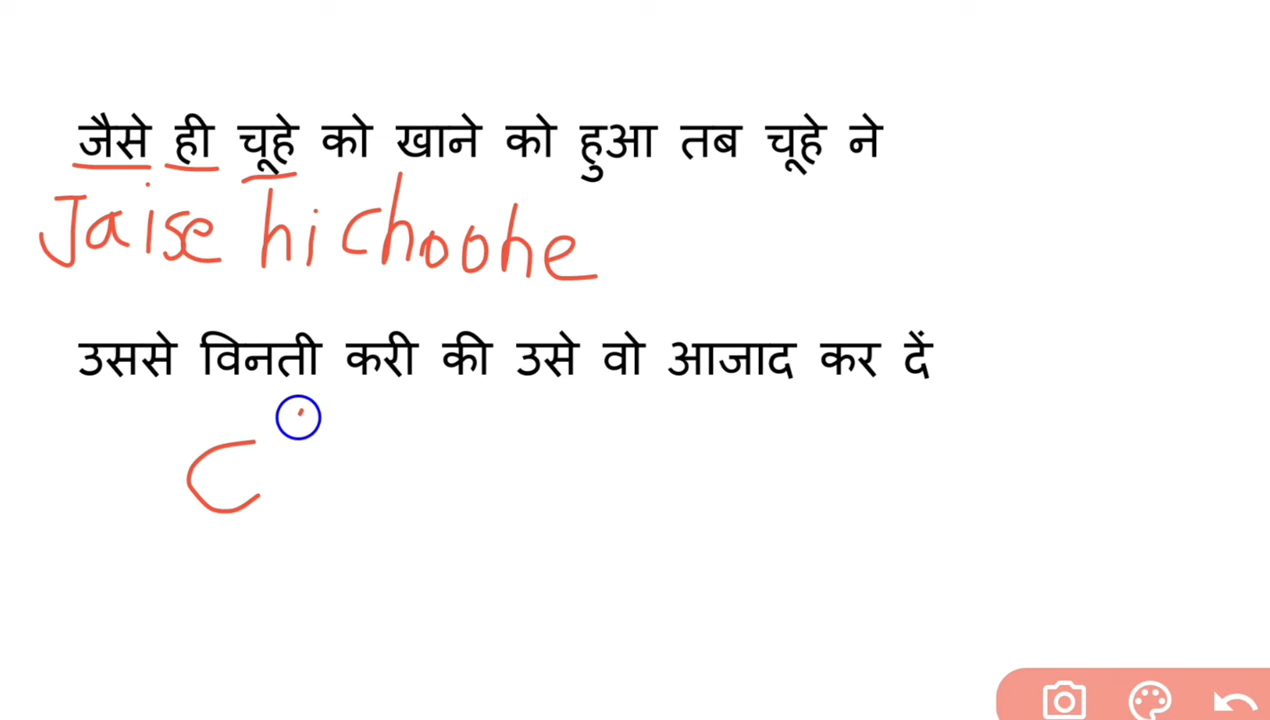 जैसे ही चूहे को खाने को हुआ तब चूहे ने
Jaise hi choohe
उससे विनती करी की उसे वो आजाद कर दें
C